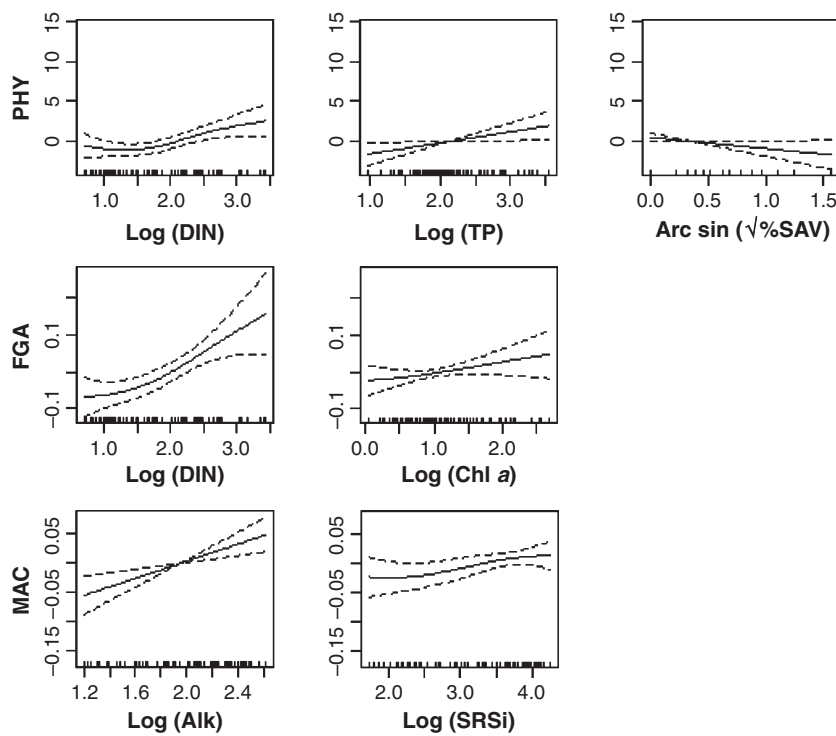 PHY
15
10
5
0
1.0 2.0 3.0
Log (DIN)
15
10
5
0
1.0 2.0 3.0
Log (TP)
15
10
5
0
0.0 0.5 1.0 1.5
Arc sin (√%SAV)
FGA
0.1
−0.1
1.0 2.0 3.0
Log (DIN)
0.1
−0.1
0.0 1.0 2.0
Log (Chl a)
MAC
0.05
−0.05
−0.15
1.2 1.6 2.0 2.4
Log (Alk)
0.05
−0.05
−0.15
2.0 3.0 4.0
Log (SRSi)